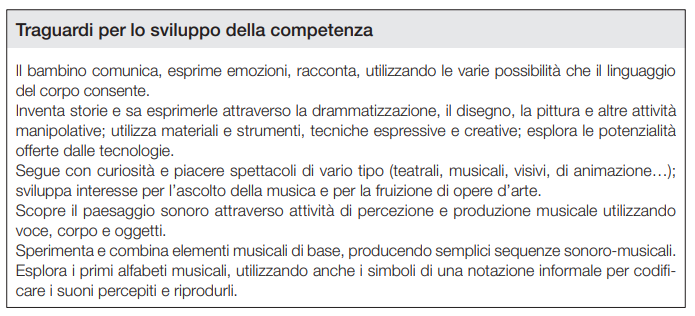 Traguardi per lo sviluppo della competenza
Il bambino comunica, esprime emozioni, racconta, utilizzando le varie possibilità che il linguaggio
del corpo consente.
Inventa storie e sa esprimerle attraverso la drammatizzazione, il disegno, la pittura e altre attività
manipolative; utilizza materiali e strumenti, tecniche espressive e creative; esplora le potenzialità
offerte dalle tecnologie.
Segue con curiosità e piacere spettacoli di vario tipo (teatrali, musicali, visivi, di animazione…);
sviluppa interesse per l’ascolto della musica e per la fruizione di opere d’arte.
Scopre il paesaggio sonoro attraverso attività di percezione e produzione musicale utilizzando
voce, corpo e oggetti.
Sperimenta e combina elementi musicali di base, producendo semplici sequenze sonoro-musicali.
Esplora i primi alfabeti musicali, utilizzando anche i simboli di una notazione informale per codifi-
care i suoni percepiti e riprodurli.